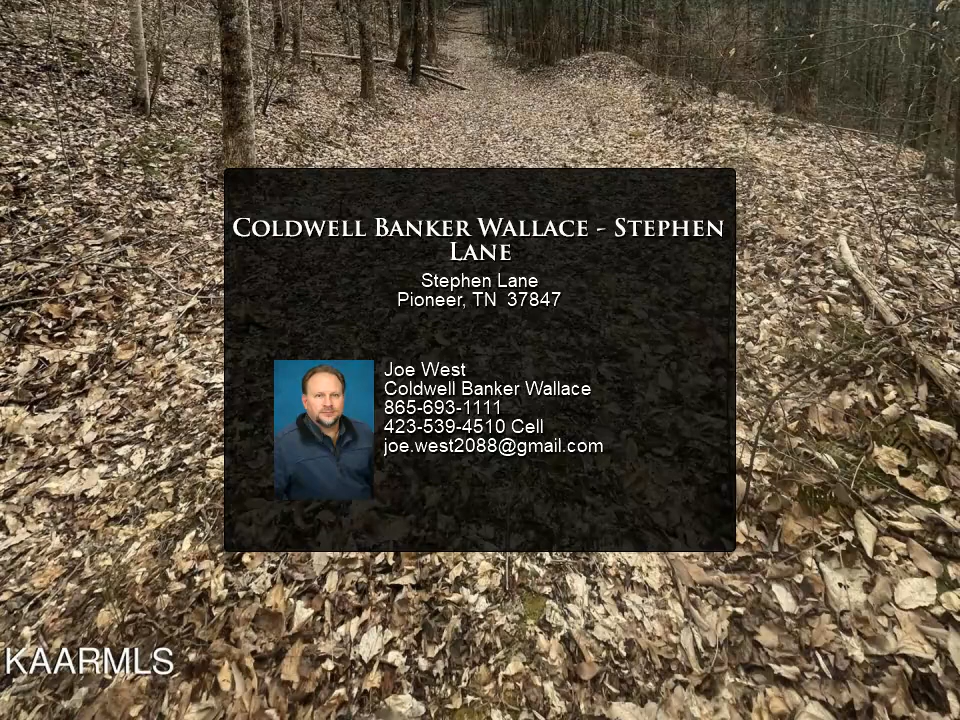 Coldwell Banker Wallace - Stephen
Lane
Stephen Lane
Pioneer, TN  37847
Joe West
Coldwell Banker Wallace
865-693-1111
423-539-4510 Cell
joe.west2088@gmail.com
KAARMLS